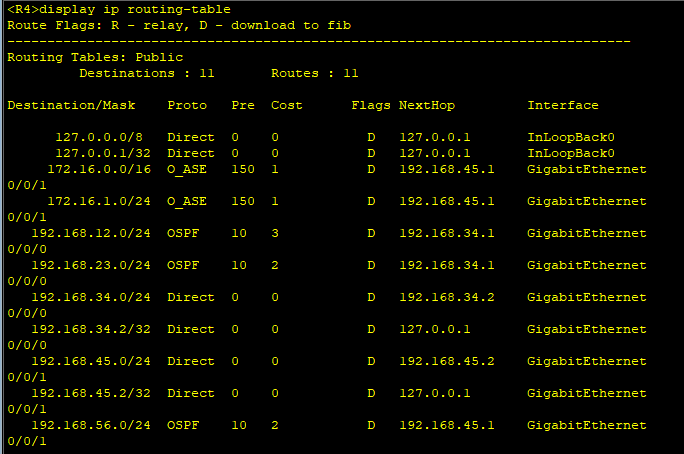 <R4>display ip routing-table
Route Flags: R - relay, D - download to fib
------------------------------------------------------------------------------
Routing Tables: Public
         Destinations : 11       Routes : 11

Destination/Mask    Proto   Pre  Cost      Flags NextHop         Interface

      127.0.0.0/8   Direct  0    0           D   127.0.0.1       InLoopBack0
      127.0.0.1/32  Direct  0    0           D   127.0.0.1       InLoopBack0
     172.16.0.0/16  O_ASE   150  1           D   192.168.45.1    GigabitEthernet
0/0/1
     172.16.1.0/24  O_ASE   150  1           D   192.168.45.1    GigabitEthernet
0/0/1
   192.168.12.0/24  OSPF    10   3           D   192.168.34.1    GigabitEthernet
0/0/0
   192.168.23.0/24  OSPF    10   2           D   192.168.34.1    GigabitEthernet
0/0/0
   192.168.34.0/24  Direct  0    0           D   192.168.34.2    GigabitEthernet
0/0/0
   192.168.34.2/32  Direct  0    0           D   127.0.0.1       GigabitEthernet
0/0/0
   192.168.45.0/24  Direct  0    0           D   192.168.45.2    GigabitEthernet
0/0/1
   192.168.45.2/32  Direct  0    0           D   127.0.0.1       GigabitEthernet
0/0/1
   192.168.56.0/24  OSPF    10   2           D   192.168.45.1    GigabitEthernet
0/0/1